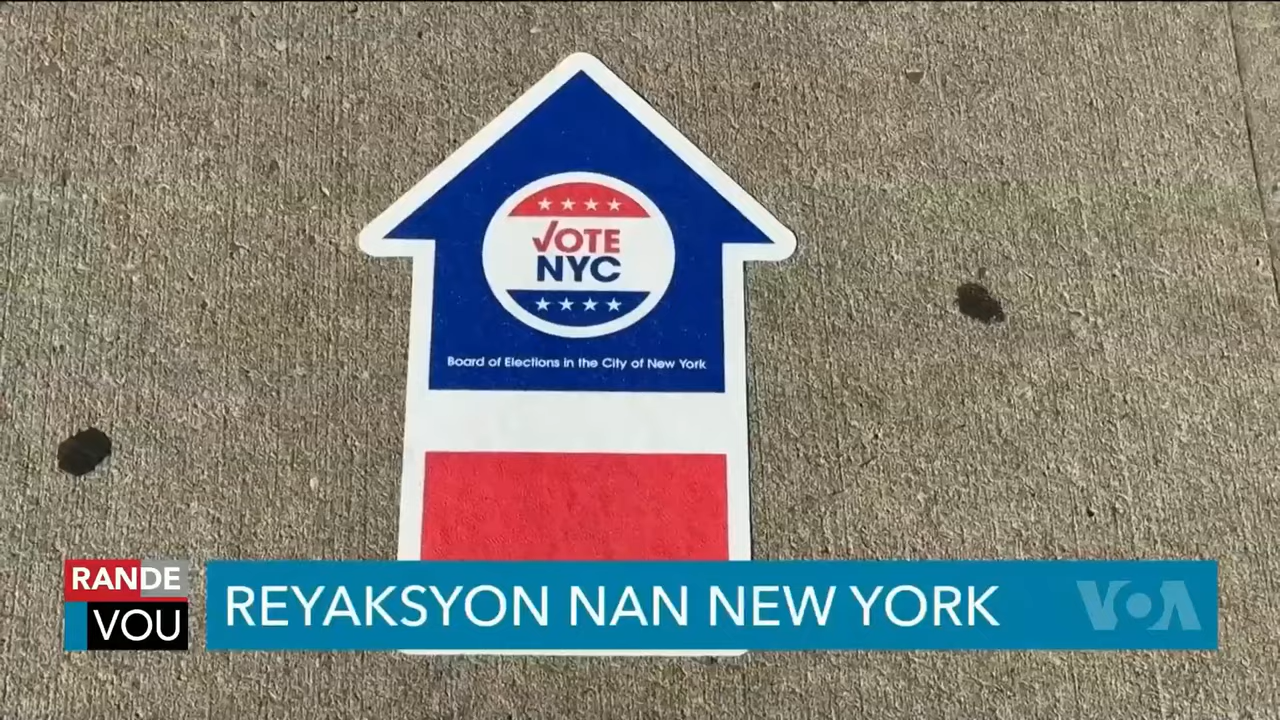 VOTE
NYC
Board of Elections in the City of New York
RANDE
VOU
REYAKSYON NAN NEW YORK
VOA